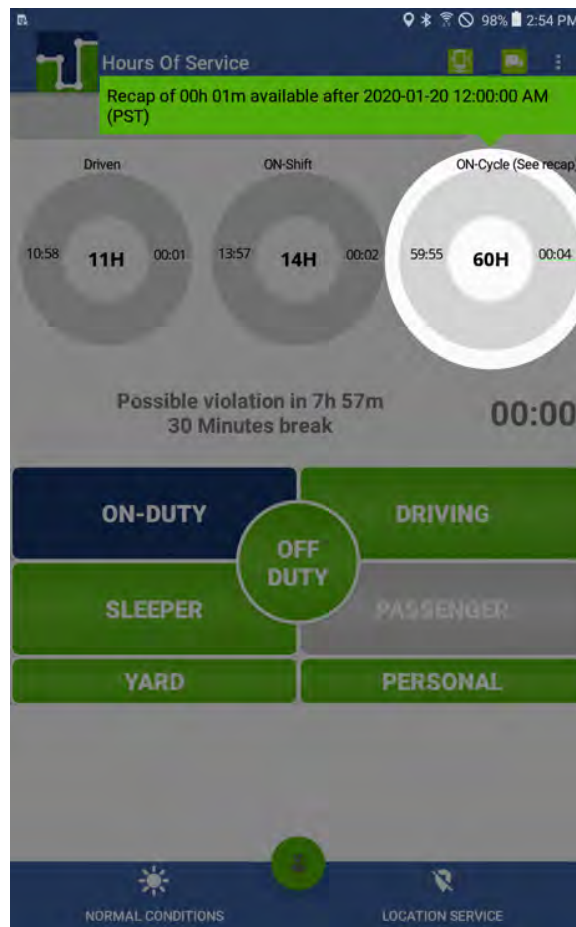 98% 2:54 PM
Hours Of Service
Recap of 00h 01m available after 2020-01-20 12:00:00 AM
(PST)
Driven
ON-Shift
ON-Cycle (See recap
10:58 11H 00:01
13:57 14H 00:02
59:55 60H 00:04
Possible violation in 7h 57m
30 Minutes break
00:00
ON-DUTY
DRIVING
OFF
DUTY
SLEEPER
PASSENGER
YARD
PERSONAL
NORMAL CONDITIONS
LOCATION SERVICE